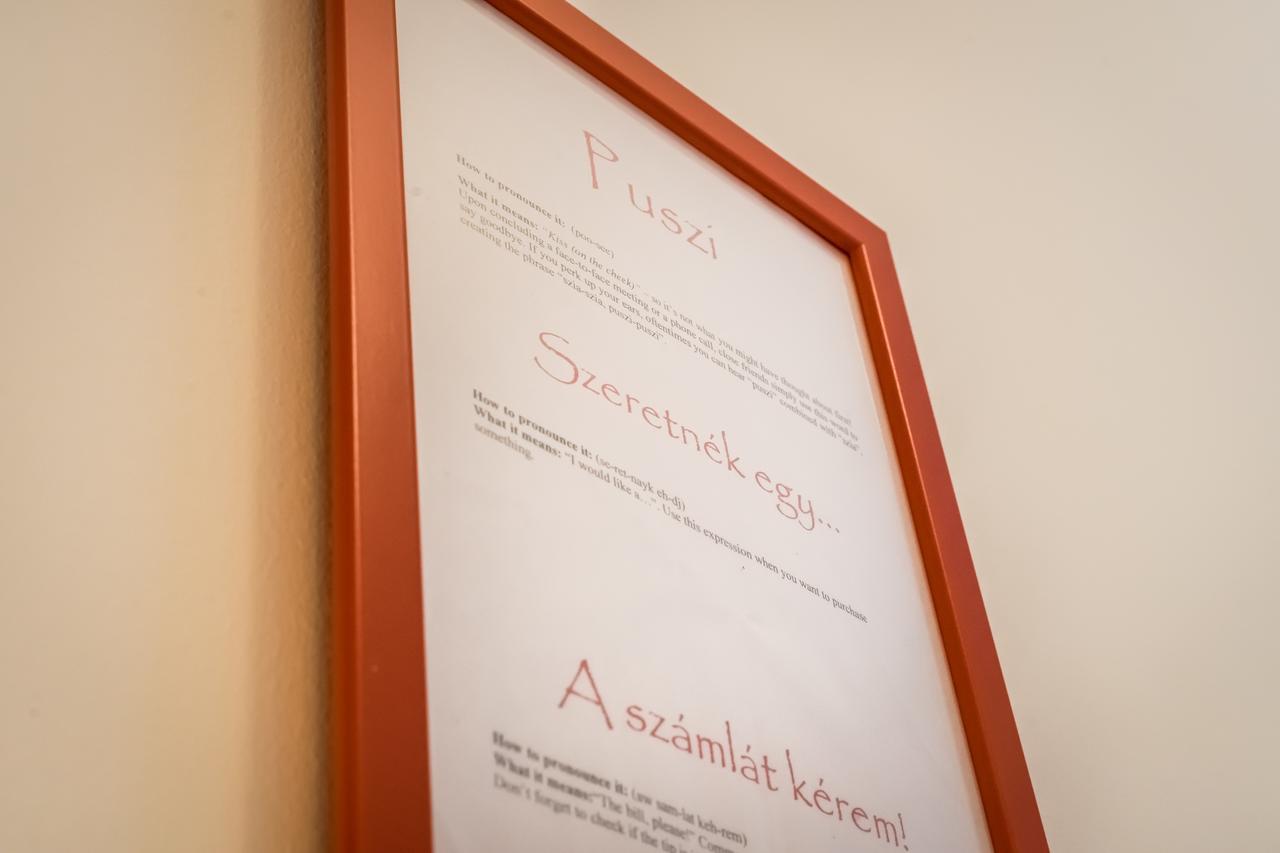 Puszi
How to pronounce it: (poo-see)
What it means: "Kiss (on the cheek)" - so it's not what you might have thought about first!
Upon concluding a face-to-face meeting or a phone call, close friends simply use this word to
say goodbye. If you perk up your ears, oftentimes you can hear "puszi" combined with "szia",
creating the phrase "szia-szia, puszi-puszi".
Szeretnék egy...
How to pronounce it: (se-ret-nayk eh-dj)
What it means: "I would like a…". Use this expression when you want to purchase
something.
A számlát kérem!
How to pronounce it: (aw sam-lat keh-rem)
What it means: "The bill, please!"
Don't forget to check if the tip